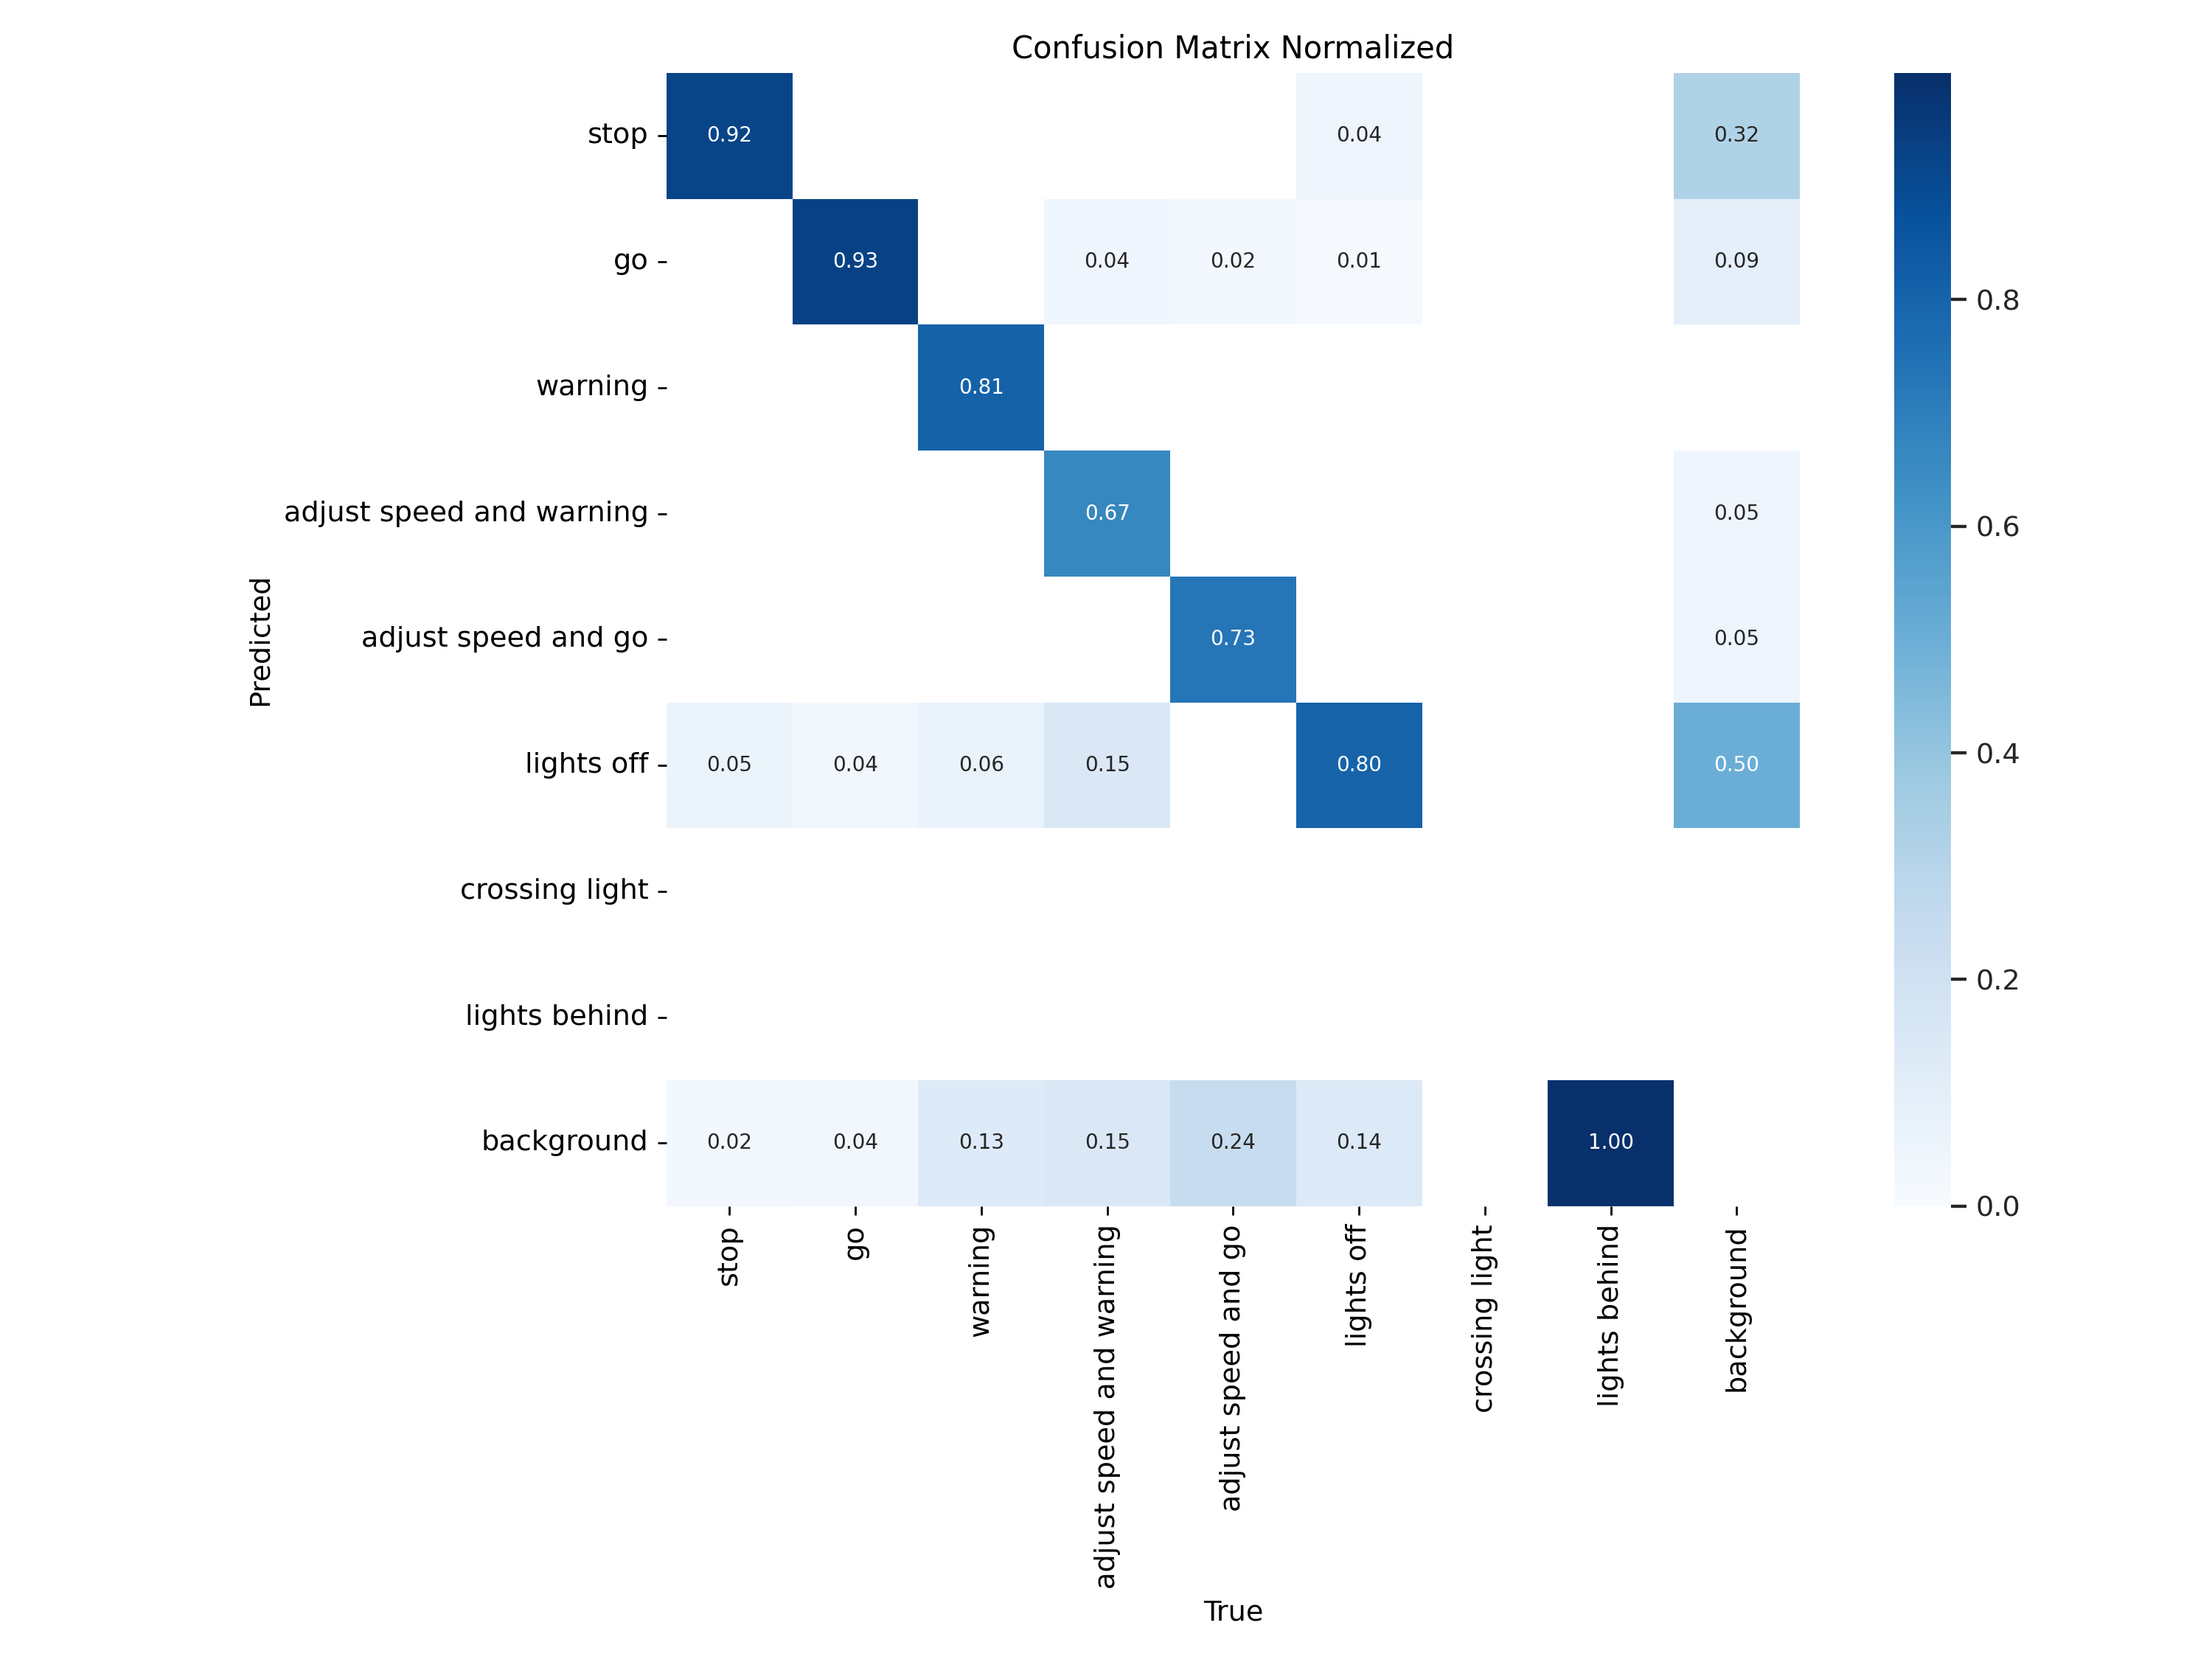 Confusion Matrix Normalized
stop 0.92 0.04 0.32
go 0.93 0.04 0.02 0.01 0.09
0.8
warning 0.81
adjust speed and warning 0.67 0.05
0.6
Predicted
adjust speed and go 0.73 0.05
lights off 0.05 0.04 0.06 0.15 0.80 0.50
0.4
crossing light
0.2
lights behind
background 0.02 0.04 0.13 0.15 0.24 0.14 1.00
0.0
stop
go
warning
adjust speed and warning
adjust speed and go
lights off
crossing light
lights behind
background
True